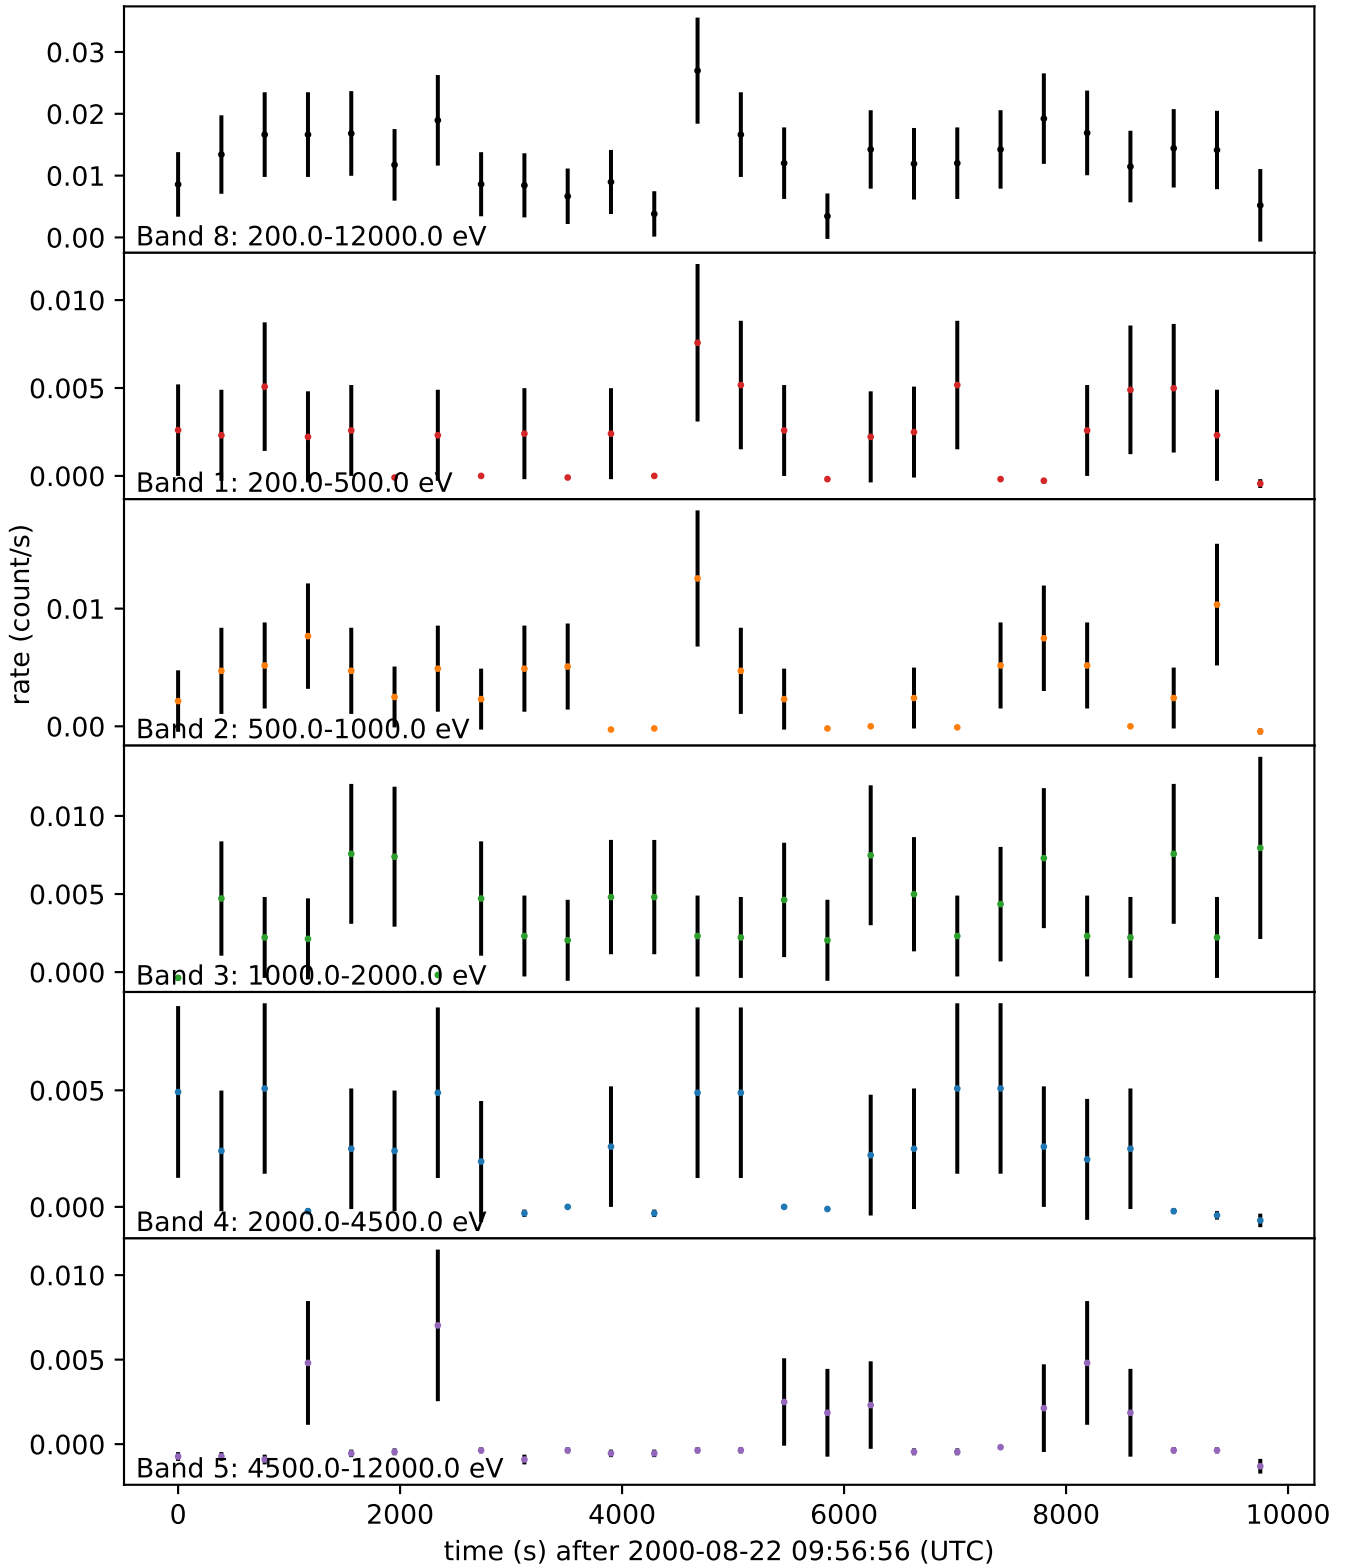 0.03
0.02
0.01
0.00
Band 8: 200.0-12000.0 eV
0.010
0.005
0.000
Band 1: 200.0-500.0 eV
rate (count/s)
0.01
0.00
Band 2: 500.0-1000.0 eV
0.010
0.005
0.000
Band 3: 1000.0-2000.0 eV
0.005
0.000
Band 4: 2000.0-4500.0 eV
0.010
0.005
0.000
Band 5: 4500.0-12000.0 eV
0 2000 4000 6000 8000 10000
time (s) after 2000-08-22 09:56:56 (UTC)